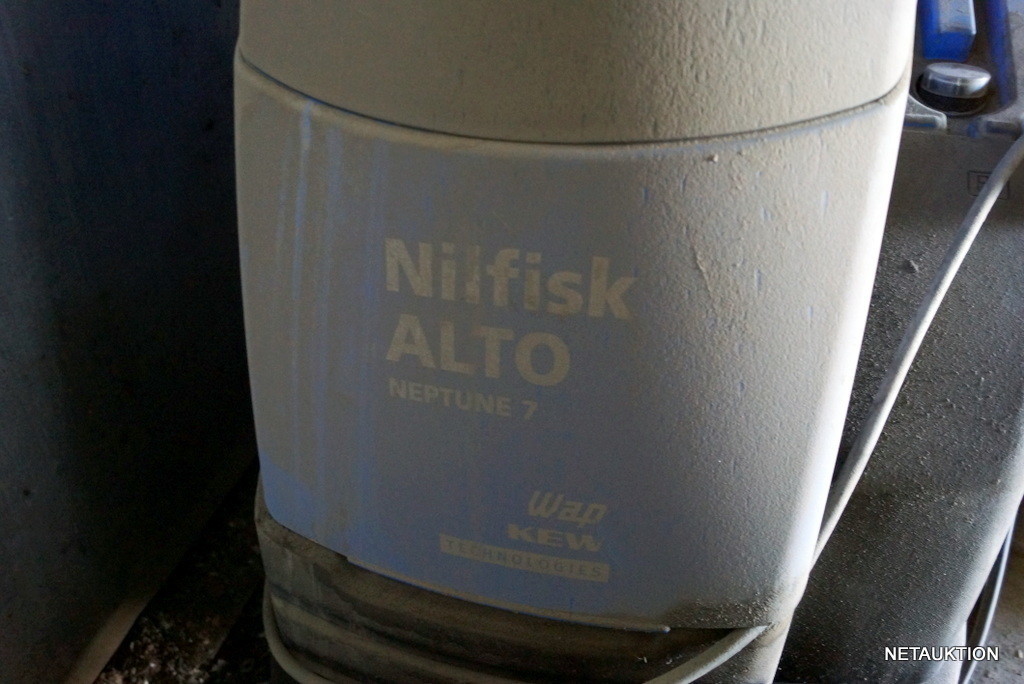 Nilfisk
ALTO
NEPTUNE 7
Wap
KEW
TECHNOLOGIES
NETAUKTION